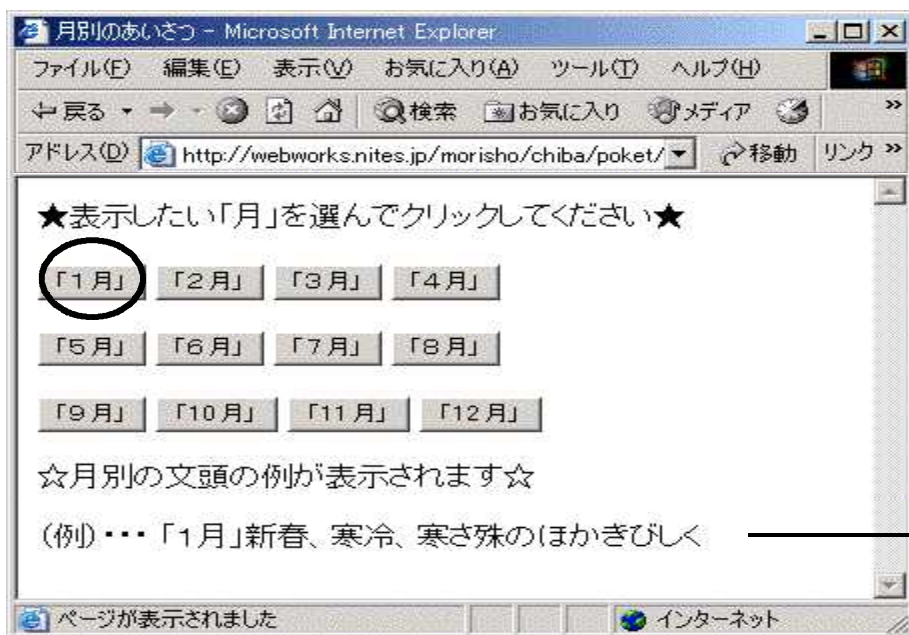 月別のあいさつ - Microsoft Internet Explorer
ファイル(F) 編集(E) 表示(V) お気に入り(A) ツール(T) ヘルプ(H)
戻る 検索 お気に入り メディア »
アドレス(D) http://webworks.nites.jp/morisho/chiba/poket/ 移動 リンク »
★表示したい「月」を選んでクリックしてください★
「1月」 「2月」 「3月」 「4月」
「5月」 「6月」 「7月」 「8月」
「9月」 「10月」 「11月」 「12月」
☆月別の文頭の例が表示されます☆
(例)・・・「1月」新春、寒冷、寒さ殊のほかきびしく
ページが表示されました インターネット